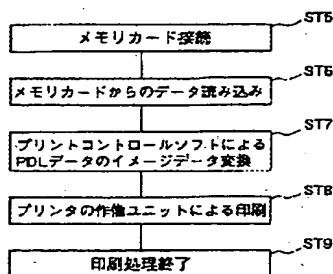 ST5
メモリカード接続
ST6
メモリカードからのデータ読み込み
ST7
プリントコントロールソフトによる
PDLデータのイメージデータ変換
ST8
プリンタの作像ユニットによる印刷
ST9
印刷処理終了